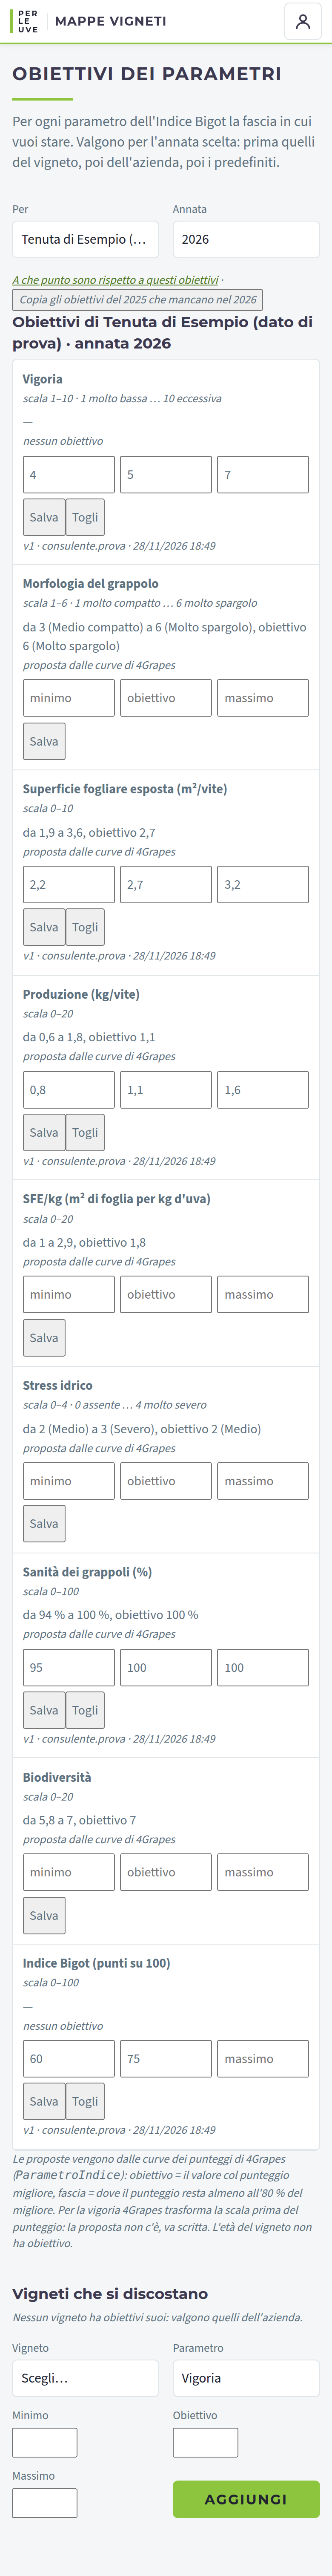 PER
LE
UVE
MAPPE VIGNETI
OBIETTIVI DEI PARAMETRI
Per ogni parametro dell'Indice Bigot la fascia in cui
vuoi stare. Valgono per l'annata scelta: prima quelli
del vigneto, poi dell'azienda, poi i predefiniti.
Per
Annata
Tenuta di Esempio (...
2026
A che punto sono rispetto a questi obiettivi ·
Copia gli obiettivi del 2025 che mancano nel 2026
Obiettivi di Tenuta di Esempio (dato di
prova) · annata 2026
Vigoria
scala 1–10 · 1 molto bassa … 10 eccessiva
—
nessun obiettivo
4
5
7
Salva
Togli
v1 · consulente.prova · 28/11/2026 18:49
Morfologia del grappolo
scala 1–6 · 1 molto compatto … 6 molto spargolo
da 3 (Medio compatto) a 6 (Molto spargolo), obiettivo
6 (Molto spargolo)
proposta dalle curve di 4Grapes
minimo
obiettivo
massimo
Salva
Superficie fogliare esposta (m²/vite)
scala 0–10
da 1,9 a 3,6, obiettivo 2,7
proposta dalle curve di 4Grapes
2,2
2,7
3,2
Salva
Togli
v1 · consulente.prova · 28/11/2026 18:49
Produzione (kg/vite)
scala 0–20
da 0,6 a 1,8, obiettivo 1,1
proposta dalle curve di 4Grapes
0,8
1,1
1,6
Salva
Togli
v1 · consulente.prova · 28/11/2026 18:49
SFE/kg (m² di foglia per kg d'uva)
scala 0–20
da 1 a 2,9, obiettivo 1,8
proposta dalle curve di 4Grapes
minimo
obiettivo
massimo
Salva
Stress idrico
scala 0–4 · 0 assente … 4 molto severo
da 2 (Medio) a 3 (Severo), obiettivo 2 (Medio)
proposta dalle curve di 4Grapes
minimo
obiettivo
massimo
Salva
Sanità dei grappoli (%)
scala 0–100
da 94 % a 100 %, obiettivo 100 %
proposta dalle curve di 4Grapes
95
100
100
Salva
Togli
v1 · consulente.prova · 28/11/2026 18:49
Biodiversità
scala 0–20
da 5,8 a 7, obiettivo 7
proposta dalle curve di 4Grapes
minimo
obiettivo
massimo
Salva
Indice Bigot (punti su 100)
scala 0–100
—
nessun obiettivo
60
75
massimo
Salva
Togli
v1 · consulente.prova · 28/11/2026 18:49
Le proposte vengono dalle curve dei punteggi di 4Grapes
(ParametroIndice): obiettivo = il valore col punteggio
migliore, fascia = dove il punteggio resta almeno all'80 % del
migliore. Per la vigoria 4Grapes trasforma la scala prima del
punteggio: la proposta non c'è, va scritta. L'età del vigneto non
ha obiettivo.
Vigneti che si discostano
Nessun vigneto ha obiettivi suoi: valgono quelli dell'azienda.
Vigneto
Parametro
Scegli…
Vigoria
Minimo
Obiettivo
Massimo
AGGIUNGI